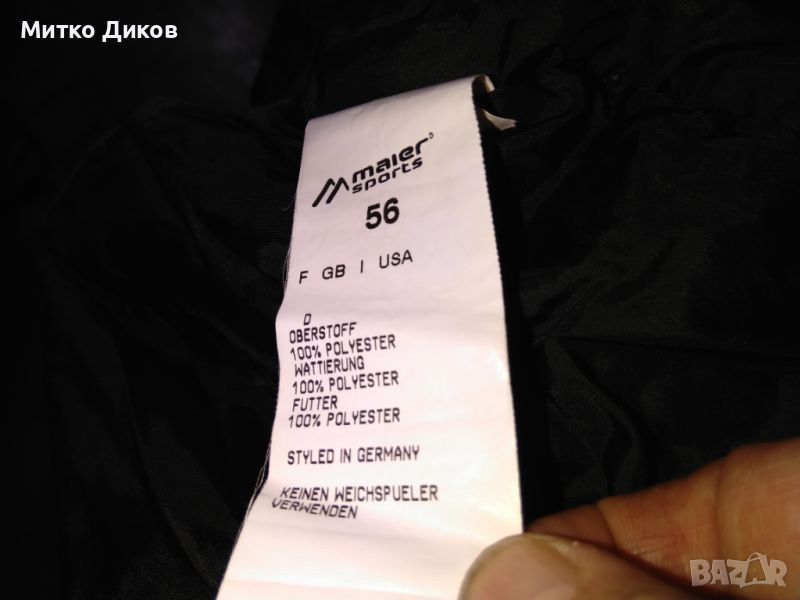 Митко Диков
maier
sports
56
F GB I USA
D
OBERSTOFF
100% POLYESTER
WATTIERUNG
100% POLYESTER
FUTTER
100% POLYESTER
STYLED IN GERMANY
KEINEN WEICHSPUELER
VERWENDEN
BAZAR